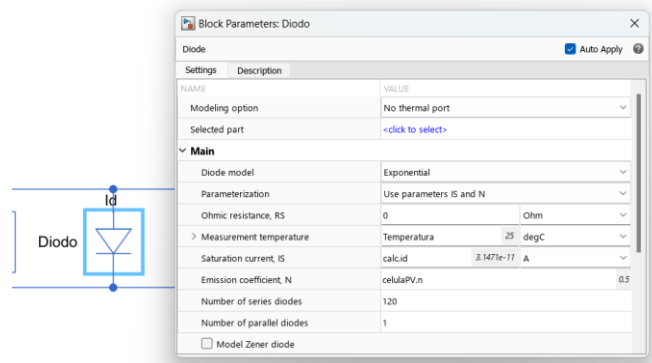 Block Parameters: Diodo
Diode
Auto Apply
Settings Description
NAME VALUE
Modeling option No thermal port
Selected part <click to select>
Main
Id
Diodo
Diode model Exponential
Parameterization Use parameters IS and N
Ohmic resistance, RS 0 Ohm
Measurement temperature Temperatura 25 degC
Saturation current, IS calc.id 3.1471e-11 A
Emission coefficient, N celulaPV.n 0.5
Number of series diodes 120
Number of parallel diodes 1
Model Zener diode